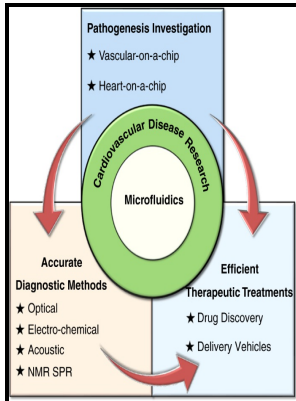 Pathogenesis Investigation
★ Vascular-on-a-chip
★ Heart-on-a-chip
Cardiovascular Disease Research
Microfluidics
Accurate
Diagnostic Methods
★ Optical
★ Electro-chemical
★ Acoustic
★ NMR SPR
Efficient
Therapeutic Treatments
★ Drug Discovery
★ Delivery Vehicles